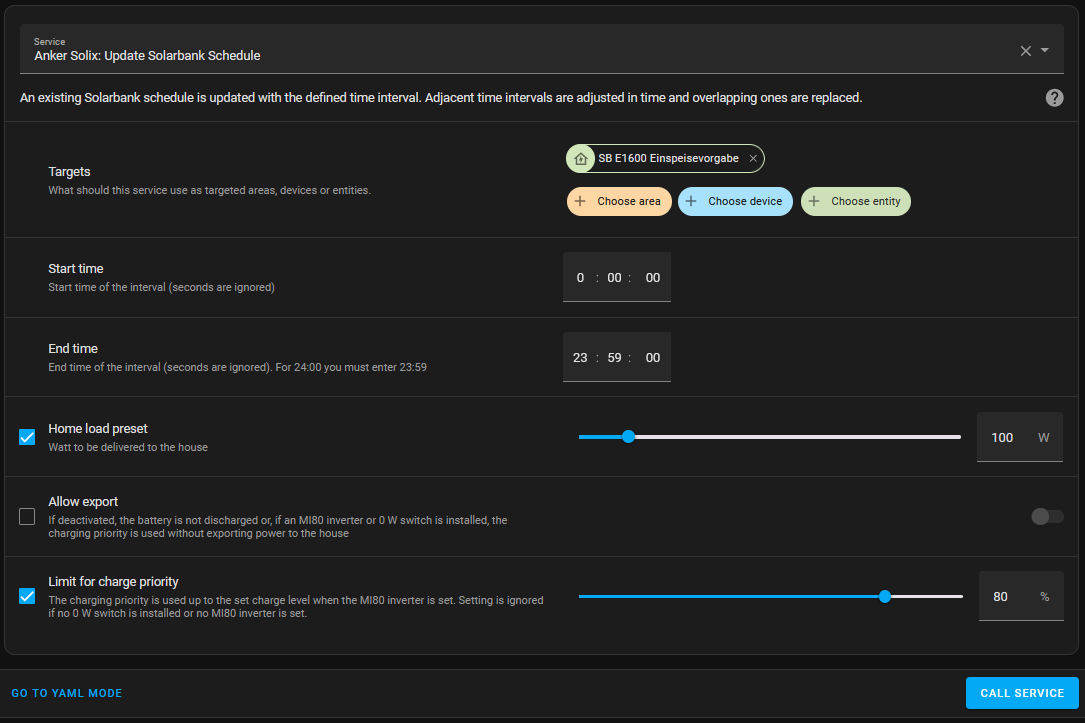 Service
Anker Solix: Update Solarbank Schedule
An existing Solarbank schedule is updated with the defined time interval. Adjacent time intervals are adjusted in time and overlapping ones are replaced.
Targets
What should this service use as targeted areas, devices or entities.
SB E1600 Einspeisevorgabe
Choose area
Choose device
Choose entity
Start time
Start time of the interval (seconds are ignored)
0 : 00 : 00
End time
End time of the interval (seconds are ignored). For 24:00 you must enter 23:59
23 : 59 : 00
Home load preset
Watt to be delivered to the house
100 W
Allow export
If deactivated, the battery is not discharged or, if an MI80 inverter or 0 W switch is installed, the
charging priority is used without exporting power to the house
Limit for charge priority
The charging priority is used up to the set charge level when the MI80 inverter is set. Setting is ignored
if no 0 W switch is installed or no MI80 inverter is set.
80 %
GO TO YAML MODE
CALL SERVICE